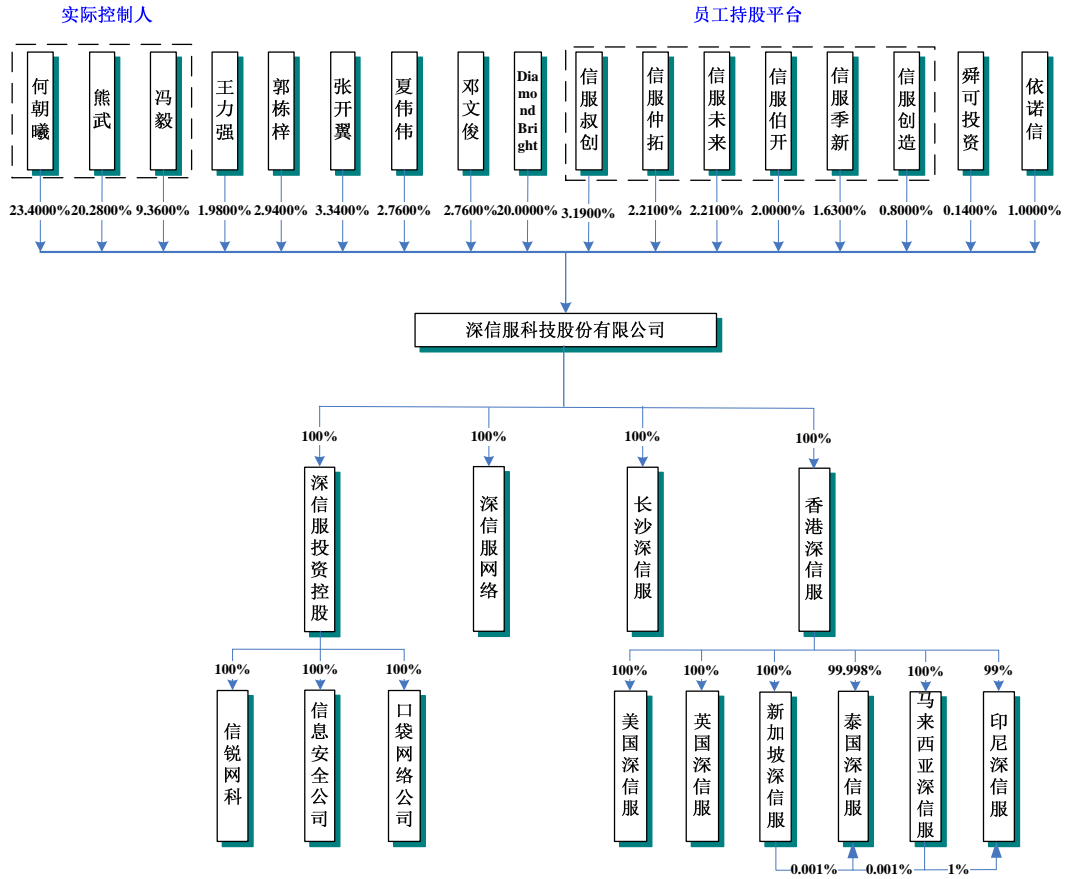 实际控制人
员工持股平台
何朝曦
熊武
冯毅
王力强
郭栋梓
张开翼
夏伟伟
邓文俊
Diamond Bright
信服叔创
信服仲拓
信服未来
信服伯开
信服季新
信服创造
舜可投资
依诺信
23.4000%
20.2800%
9.3600%
1.9800%
2.9400%
3.3400%
2.7600%
2.7600%
20.0000%
3.1900%
2.2100%
2.2100%
2.0000%
1.6300%
0.8000%
0.1400%
1.0000%
深信服科技股份有限公司
100%
100%
100%
100%
深信服投资控股
深信服网络
长沙深信服
香港深信服
100%
100%
100%
100%
100%
100%
99.998%
100%
99%
信锐网科
信息安全公司
口袋网络公司
美国深信服
英国深信服
新加坡深信服
泰国深信服
马来西亚深信服
印尼深信服
0.001%
0.001%
1%